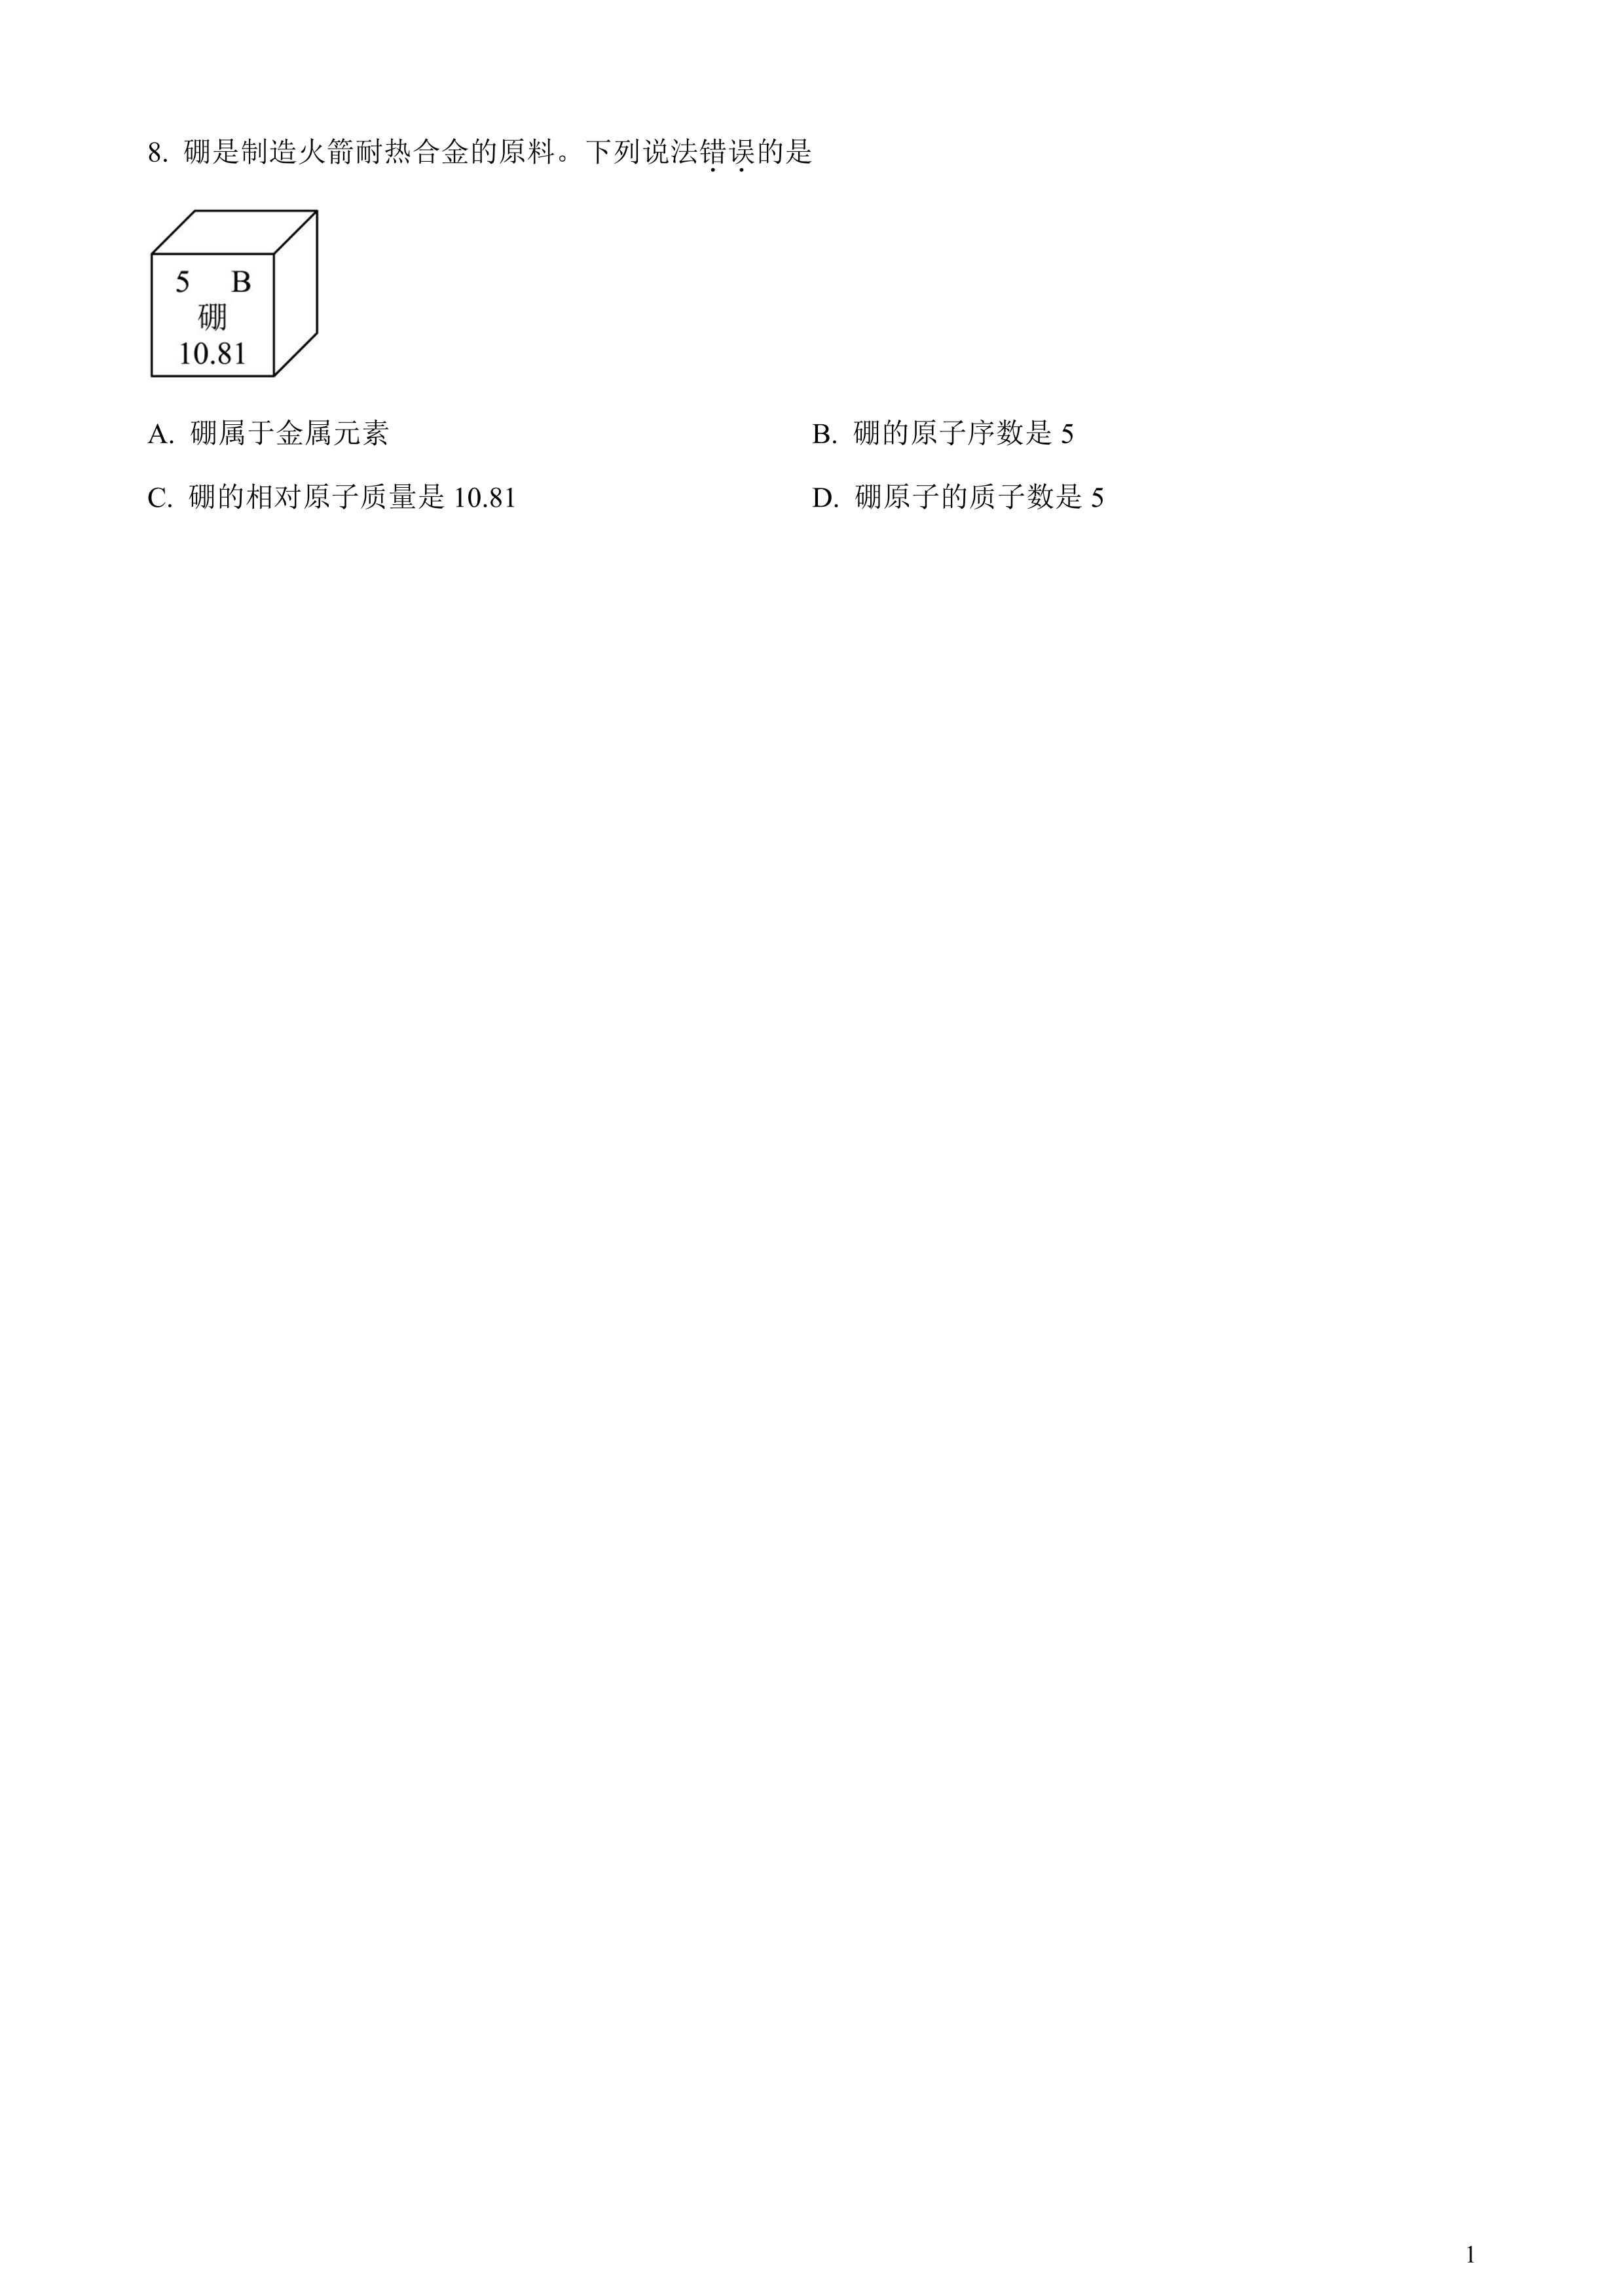 8. 硼是制造火箭耐热合金的原料。下列说法错误的是
5 B
硼
10.81
A. 硼属于金属元素 B. 硼的原子序数是 5
C. 硼的相对原子质量是 10.81 D. 硼原子的质子数是 5
1